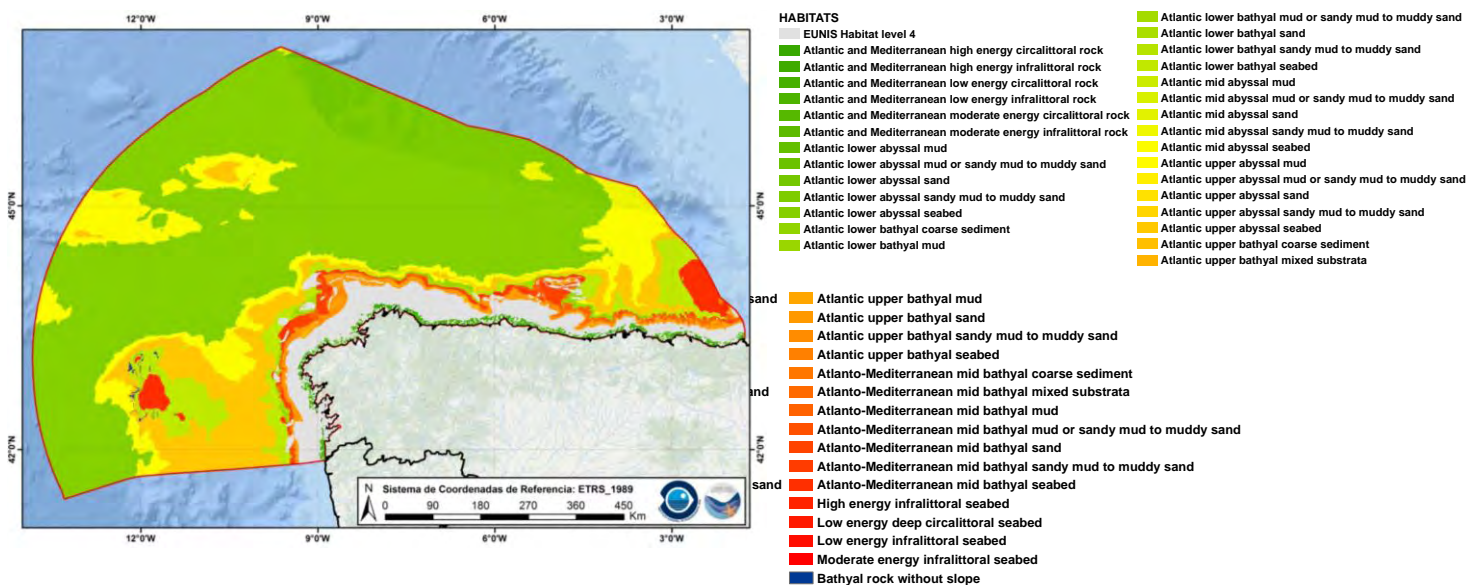 12°0'W 9°0'W 6°0'W 3°0'W
45°0'N 45°0'N
42°0'N 42°0'N
12°0'W 9°0'W 6°0'W 3°0'W
N Sistema de Coordenadas de Referencia: ETRS_1989
0 90 180 270 360 450
Km
sand
and
sand
HABITATS
EUNIS Habitat level 4
Atlantic and Mediterranean high energy circalittoral rock
Atlantic and Mediterranean high energy infralittoral rock
Atlantic and Mediterranean low energy circalittoral rock
Atlantic and Mediterranean low energy infralittoral rock
Atlantic and Mediterranean moderate energy circalittoral rock
Atlantic and Mediterranean moderate energy infralittoral rock
Atlantic lower abyssal mud
Atlantic lower abyssal mud or sandy mud to muddy sand
Atlantic lower abyssal sand
Atlantic lower abyssal sandy mud to muddy sand
Atlantic lower abyssal seabed
Atlantic lower bathyal coarse sediment
Atlantic lower bathyal mud
Atlantic lower bathyal mud or sandy mud to muddy sand
Atlantic lower bathyal sand
Atlantic lower bathyal sandy mud to muddy sand
Atlantic lower bathyal seabed
Atlantic mid abyssal mud
Atlantic mid abyssal mud or sandy mud to muddy sand
Atlantic mid abyssal sand
Atlantic mid abyssal sandy mud to muddy sand
Atlantic mid abyssal seabed
Atlantic upper abyssal mud
Atlantic upper abyssal mud or sandy mud to muddy sand
Atlantic upper abyssal sand
Atlantic upper abyssal sandy mud to muddy sand
Atlantic upper abyssal seabed
Atlantic upper bathyal coarse sediment
Atlantic upper bathyal mixed substrata
Atlantic upper bathyal mud
Atlantic upper bathyal sand
Atlantic upper bathyal sandy mud to muddy sand
Atlantic upper bathyal seabed
Atlanto-Mediterranean mid bathyal coarse sediment
Atlanto-Mediterranean mid bathyal mixed substrata
Atlanto-Mediterranean mid bathyal mud
Atlanto-Mediterranean mid bathyal mud or sandy mud to muddy sand
Atlanto-Mediterranean mid bathyal sand
Atlanto-Mediterranean mid bathyal sandy mud to muddy sand
Atlanto-Mediterranean mid bathyal seabed
High energy infralittoral seabed
Low energy deep circalittoral seabed
Low energy infralittoral seabed
Moderate energy infralittoral seabed
Bathyal rock without slope